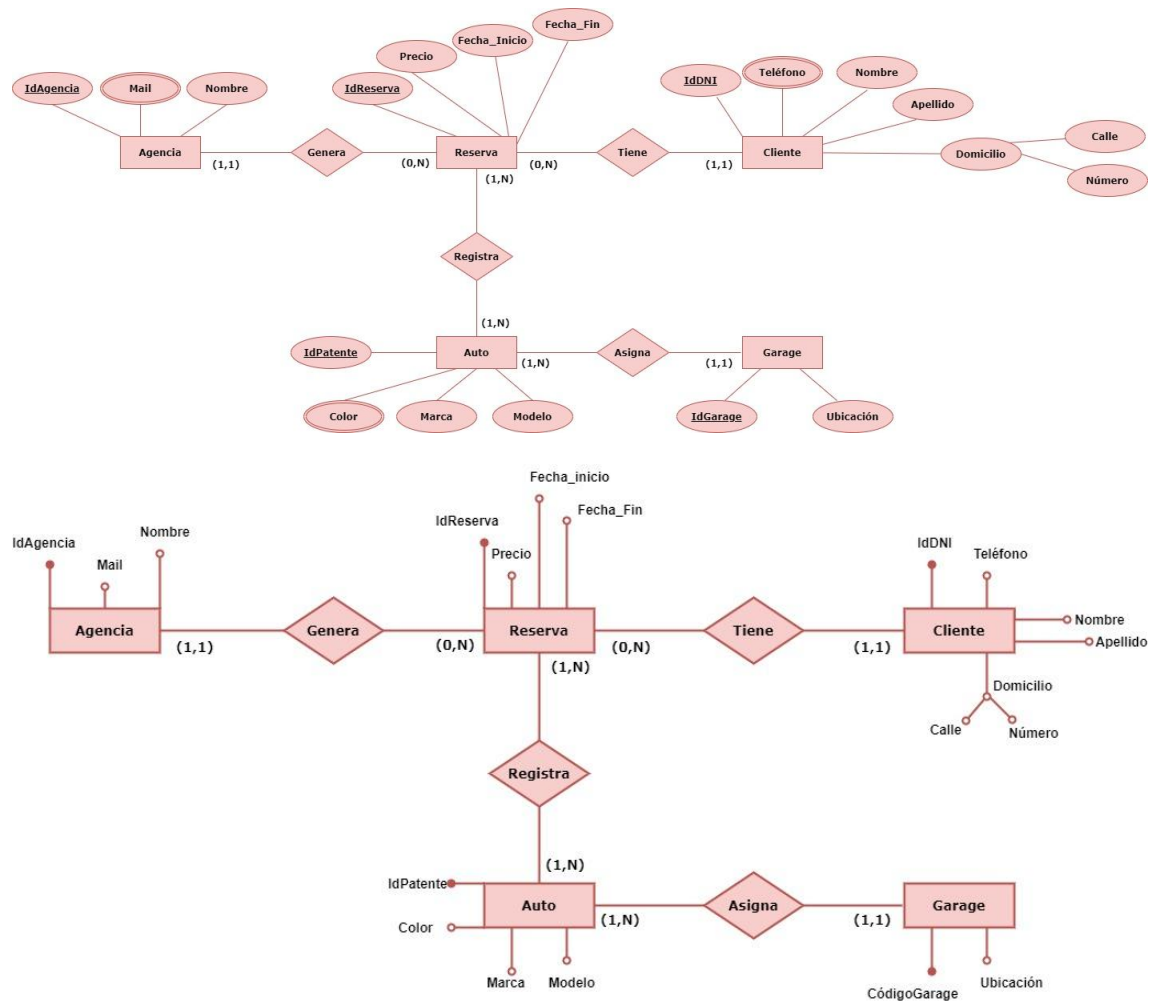 Fecha_Fin
Fecha_Inicio
Precio
IdReserva
IdAgencia
Mail
Nombre
IdDNI
Teléfono
Nombre
Apellido
Domicilio
Calle
Número
Agencia
(1,1)
Genera
(0,N)
Reserva
(1,N)
(0,N)
Tiene
(1,1)
Cliente
Registra
(1,N)
IdPatente
Auto
(1,N)
Asigna
(1,1)
Garage
Color
Marca
Modelo
IdGarage
Ubicación
Fecha_inicio
Fecha_Fin
IdReserva
Precio
IdAgencia
Mail
Nombre
IdDNI
Teléfono
Agencia
(1,1)
Genera
(0,N)
Reserva
(1,N)
(0,N)
Tiene
(1,1)
Cliente
Nombre
Apellido
Domicilio
Calle
Número
Registra
(1,N)
IdPatente
Color
Auto
(1,N)
Asigna
(1,1)
Garage
Marca
Modelo
CódigoGarage
Ubicación